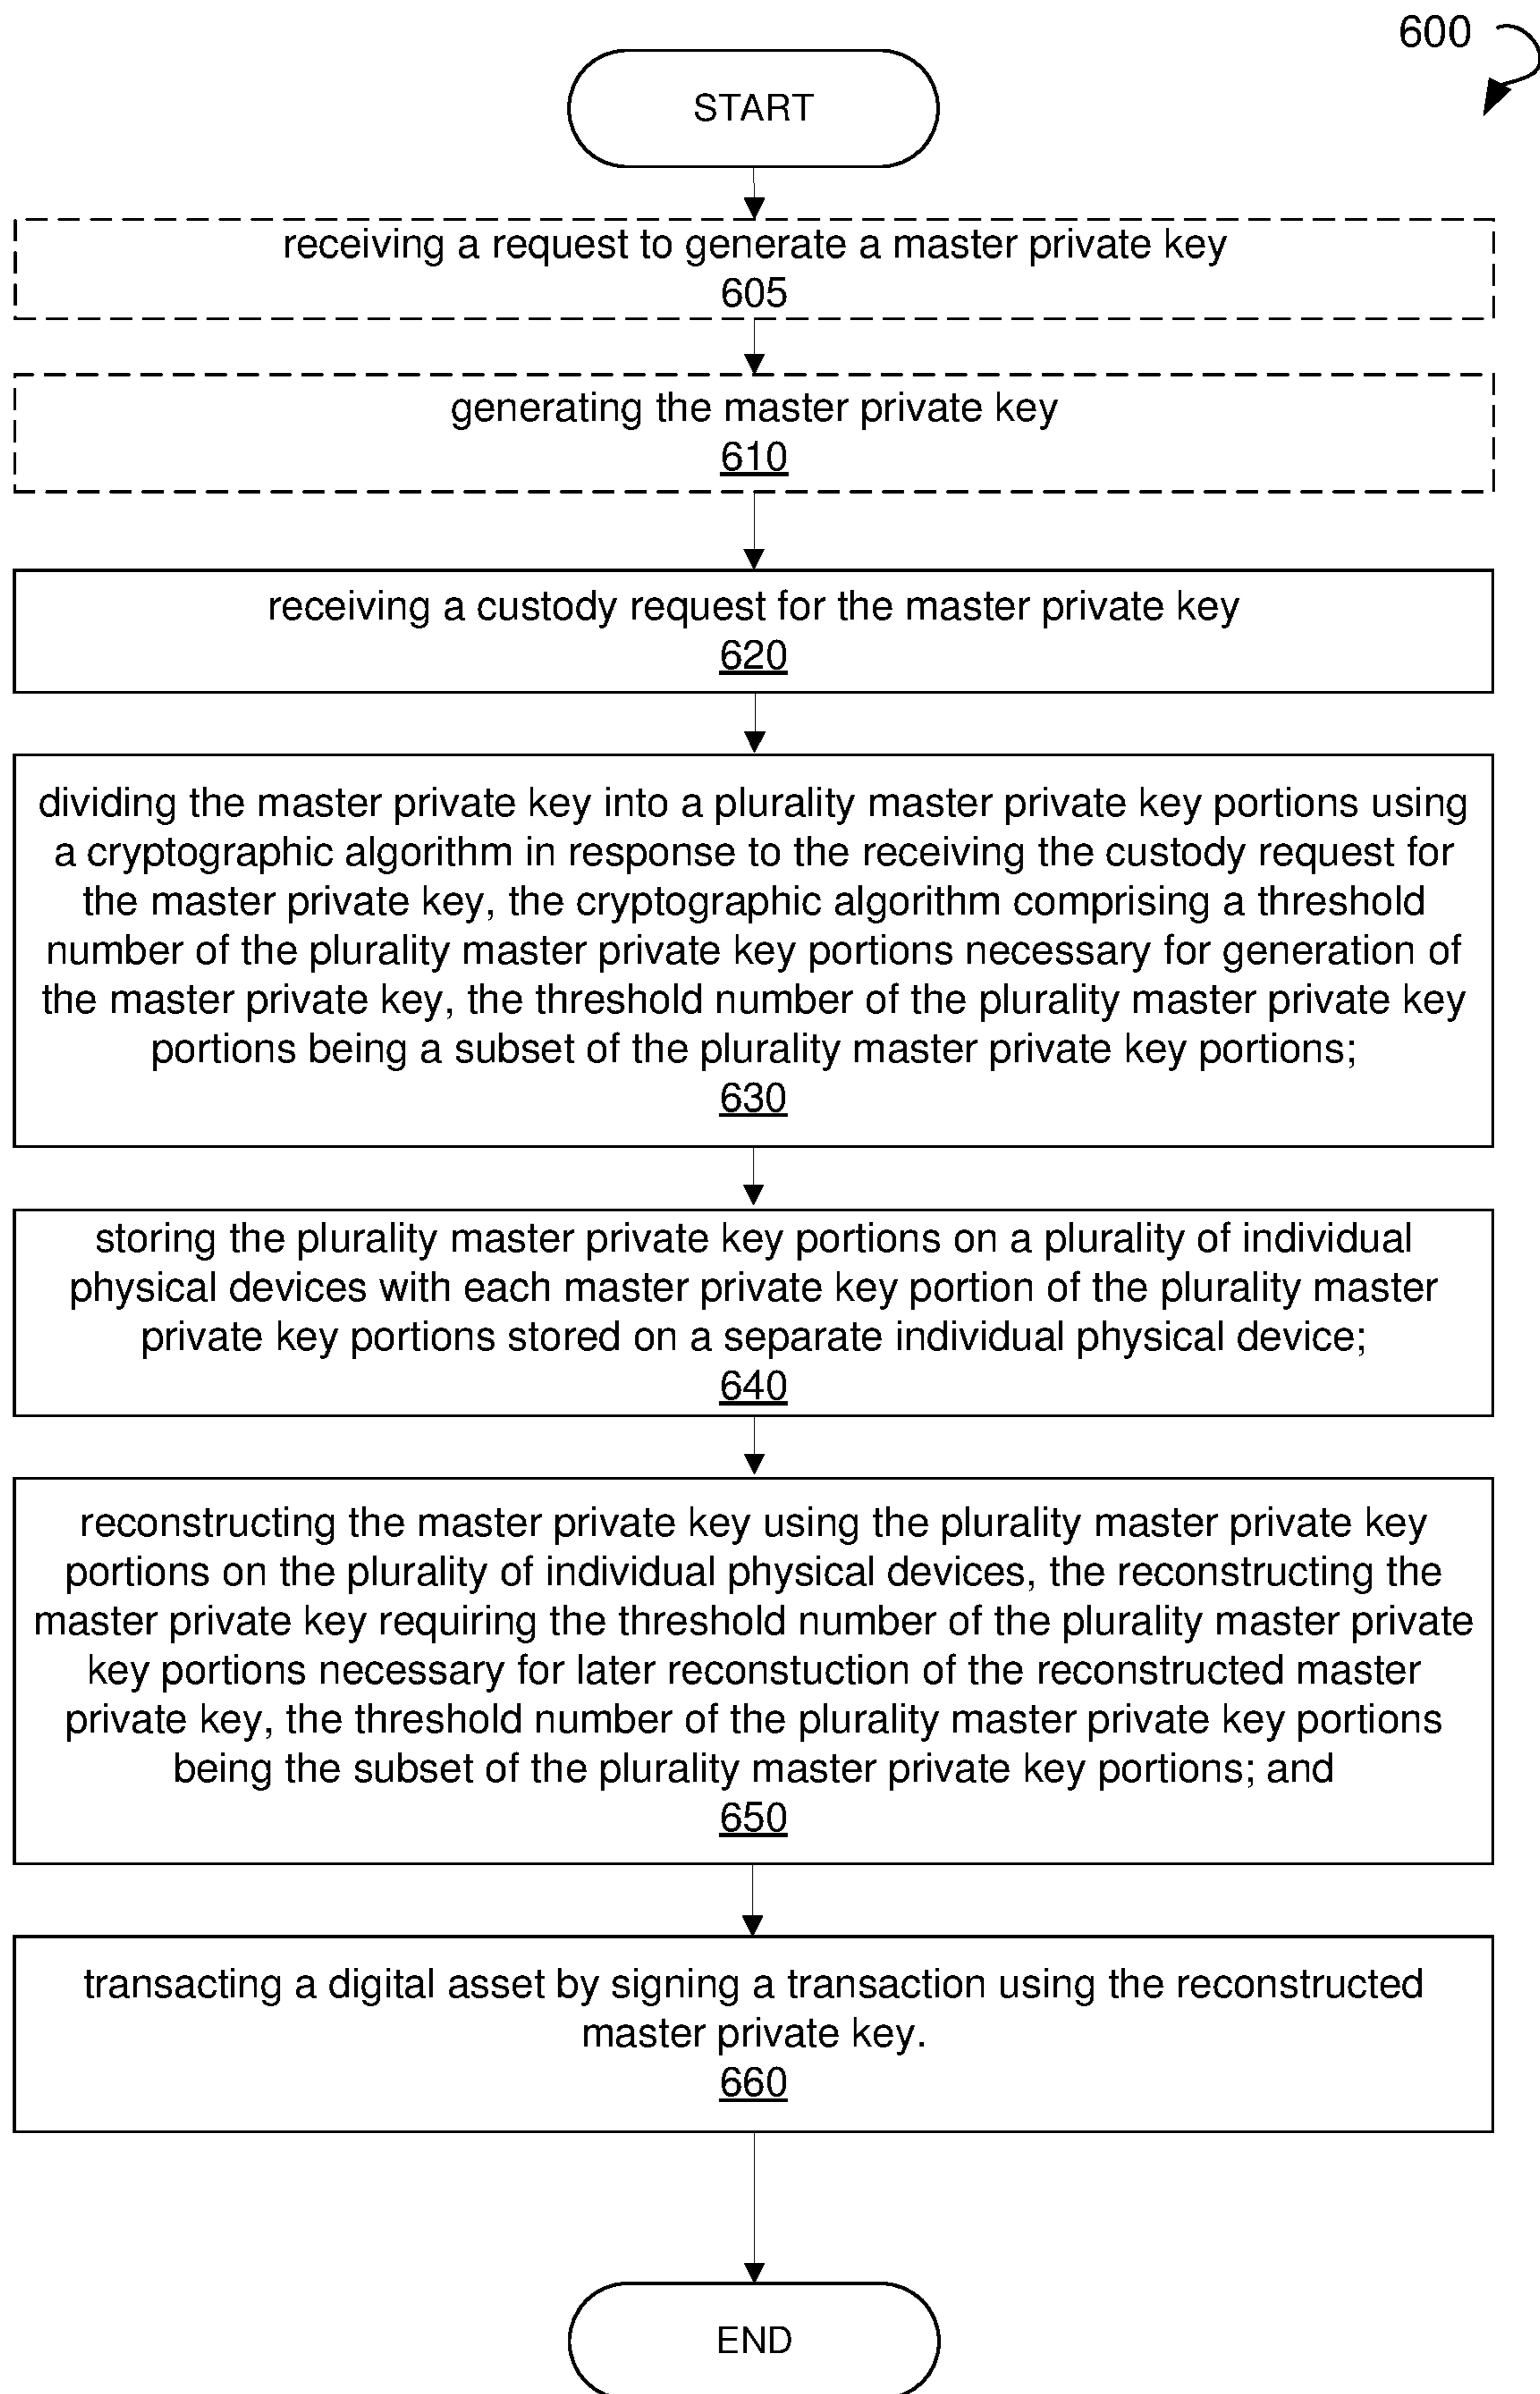 600
START
receiving a request to generate a master private key
605
generating the master private key
610
receiving a custody request for the master private key
620
dividing the master private key into a plurality master private key portions using
a cryptographic algorithm in response to the receiving the custody request for
the master private key, the cryptographic algorithm comprising a threshold
number of the plurality master private key portions necessary for generation of
the master private key, the threshold number of the plurality master private key
portions being a subset of the plurality master private key portions;
630
storing the plurality master private key portions on a plurality of individual
physical devices with each master private key portion of the plurality master
private key portions stored on a separate individual physical device;
640
reconstructing the master private key using the plurality master private key
portions on the plurality of individual physical devices, the reconstructing the
master private key requiring the threshold number of the plurality master private
key portions necessary for later reconstuction of the reconstructed master
private key, the threshold number of the plurality master private key portions
being the subset of the plurality master private key portions; and
650
transacting a digital asset by signing a transaction using the reconstructed
master private key.
660
END